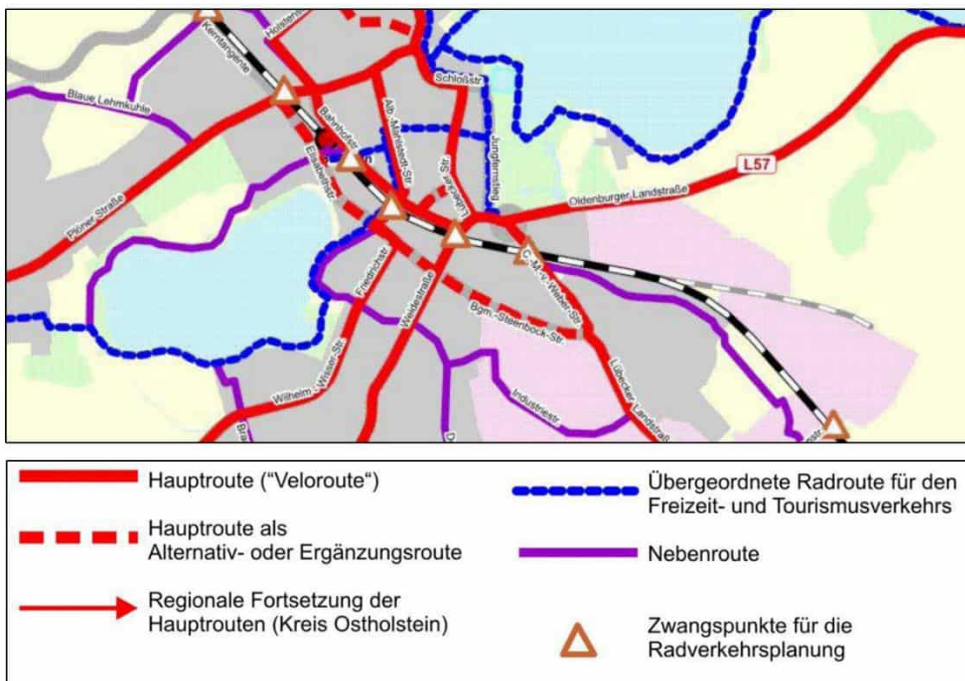 Holstenstr.
Kerntangente
Blaue Lehmkuhle
Bahnhofstr.
Elisabethstr.
Alb.-Mahlstedt-Str.
Schloßstr.
Lübecker Str.
Jungfernstieg
L57
Oldenburger Landstraße
Plöner Straße
Friedrichstr.
Weidestraße
C.-M.-v.-Weber-Str.
Bgm.-Steenbock-Str.
Wilhelm-Wisser-Str.
Industriestr.
Lübecker Landstraße
Hauptroute (“Veloroute“)
Hauptroute als
Alternativ- oder Ergänzungsroute
Regionale Fortsetzung der
Hauptrouten (Kreis Ostholstein)
Übergeordnete Radroute für den
Freizeit- und Tourismusverkehrs
Nebenroute
Zwangspunkte für die
Radverkehrsplanung